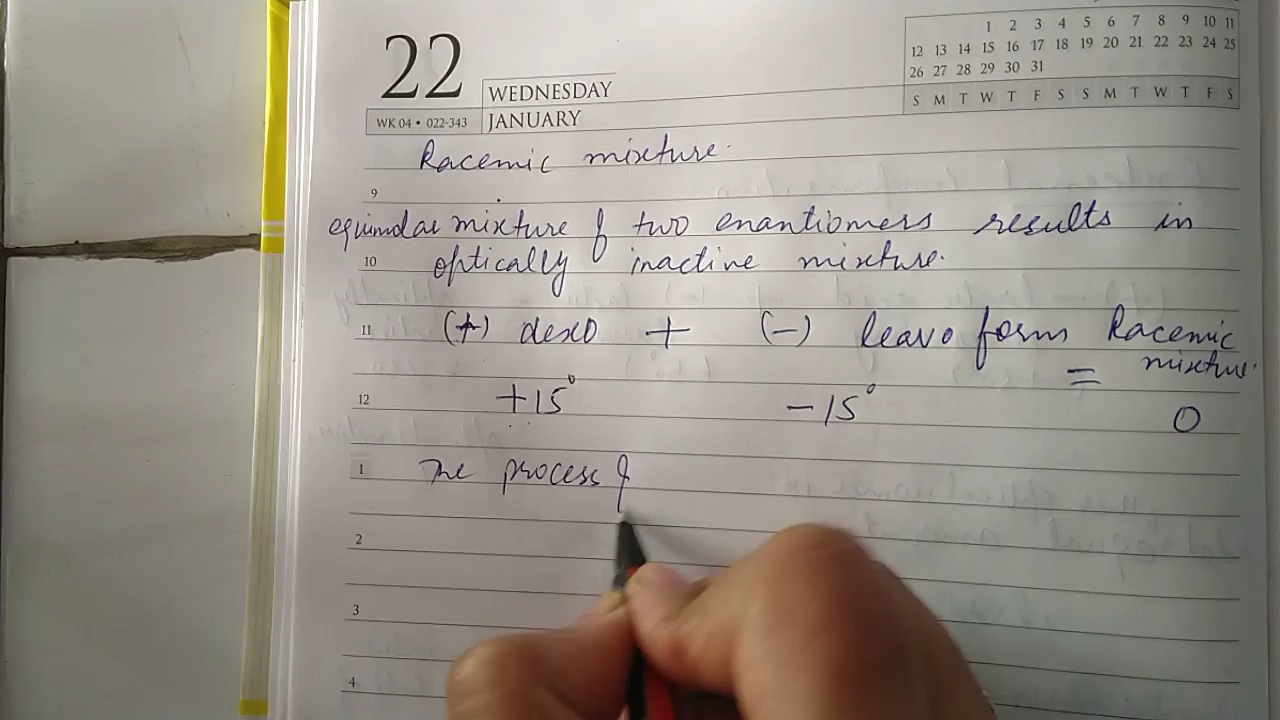 22
WEDNESDAY
WK 04 • 022-343
JANUARY
1 2 3 4 5 6 7 8 9 10 11
12 13 14 15 16 17 18 19 20 21 22 23 24 25
26 27 28 29 30 31
S M T W T F S S M T W T F S
Racemic mixture.
9
equimolar mixture of two enantiomers results in
10 optically inactive mixture.
11 (+) dexo + (-) leavo form Racemic
= mixture.
12 +15° -15° 0
1 The process of
2
3
4